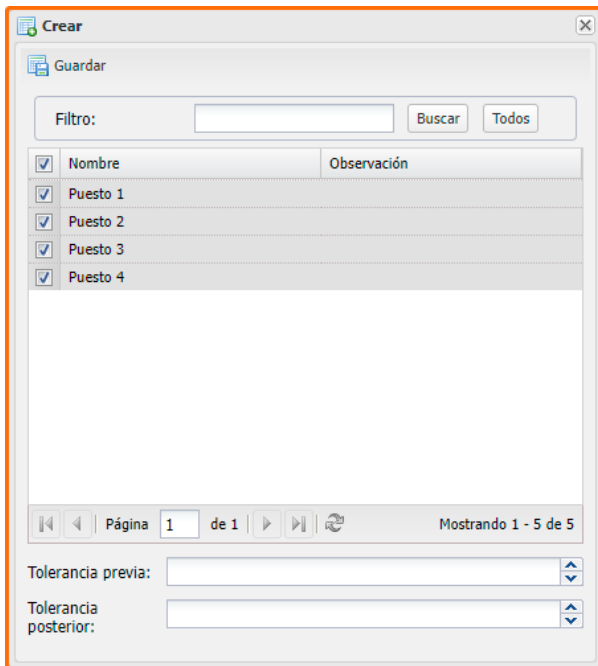 Crear
Guardar
Filtro: Buscar Todos
Nombre Observación
Puesto 1
Puesto 2
Puesto 3
Puesto 4
Página 1 de 1 Mostrando 1 - 5 de 5
Tolerancia previa:
Tolerancia
posterior: